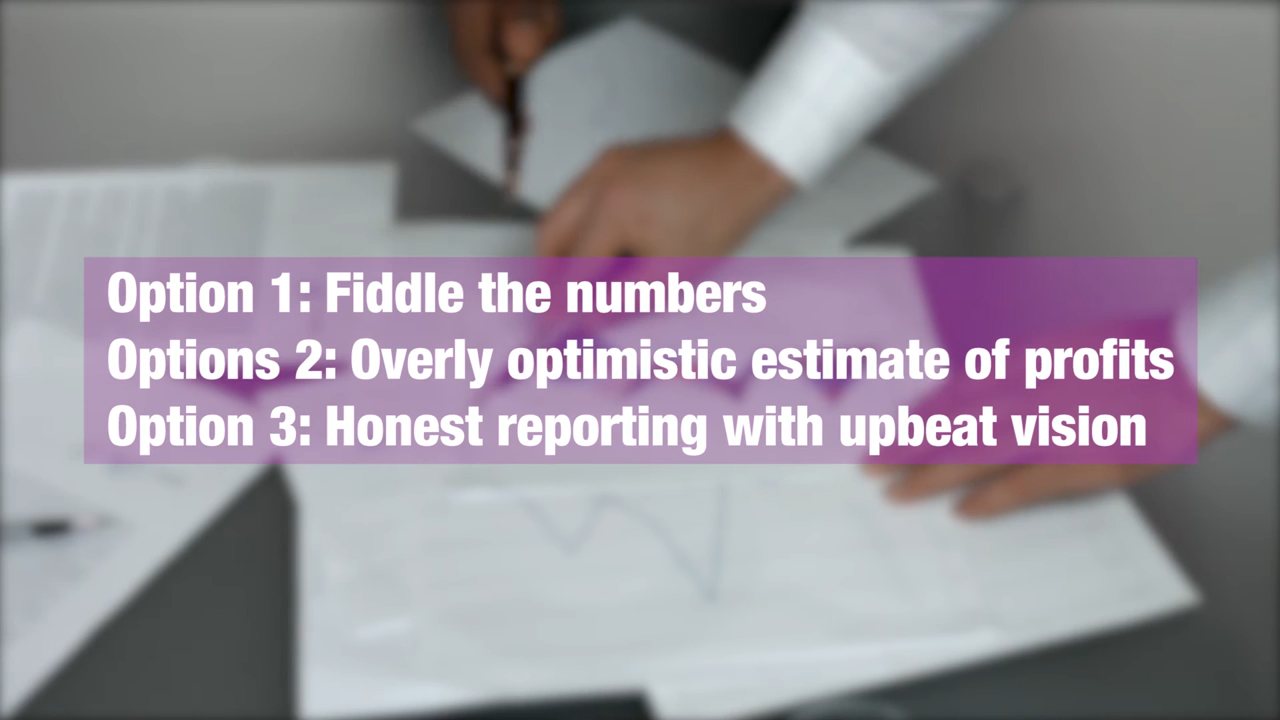 Option 1: Fiddle the numbers
Options 2: Overly optimistic estimate of profits
Option 3: Honest reporting with upbeat vision